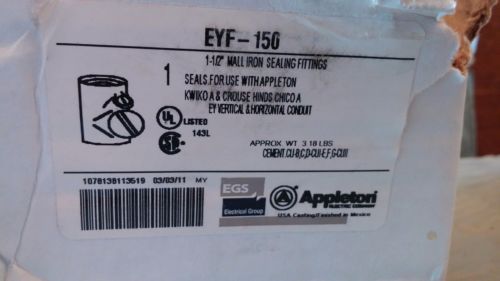 EYF-150
1-1/2" MALL IRON SEALING FITTINGS
1
SEALS, FOR USE WITH APPLETON
KWIKO A & CROUSE HINDS CHICO A
EY VERTICAL & HORIZONTAL CONDUIT
UL
LISTED
143L
APPROX. WT. 3.18 LBS
CEMENT, CLI-B,C,D-CLII-E,F,G-CLIII
1078138113519 03/03/11 MY
EGS
Electrical Group
Appleton
ELECTRIC COMPANY
USA Casting/Finished in Mexico